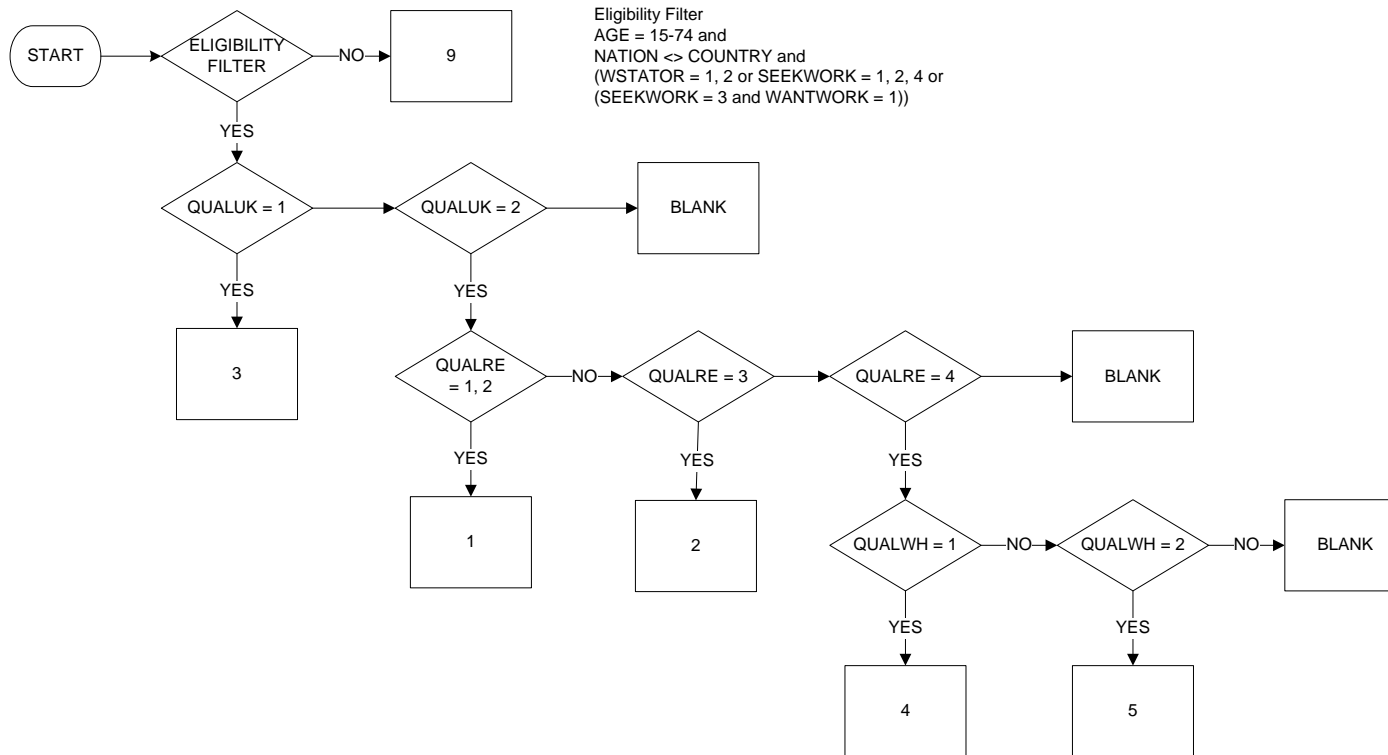 Eligibility Filter
AGE = 15-74 and
NATION <> COUNTRY and
(WSTATOR = 1, 2 or SEEKWORK = 1, 2, 4 or
(SEEKWORK = 3 and WANTWORK = 1))
START
ELIGIBILITY
FILTER
NO
9
YES
QUALUK = 1
QUALUK = 2
BLANK
YES
YES
3
QUALRE
= 1, 2
NO
QUALRE = 3
QUALRE = 4
BLANK
YES
YES
YES
1
2
QUALWH = 1
NO
QUALWH = 2
NO
BLANK
YES
YES
4
5